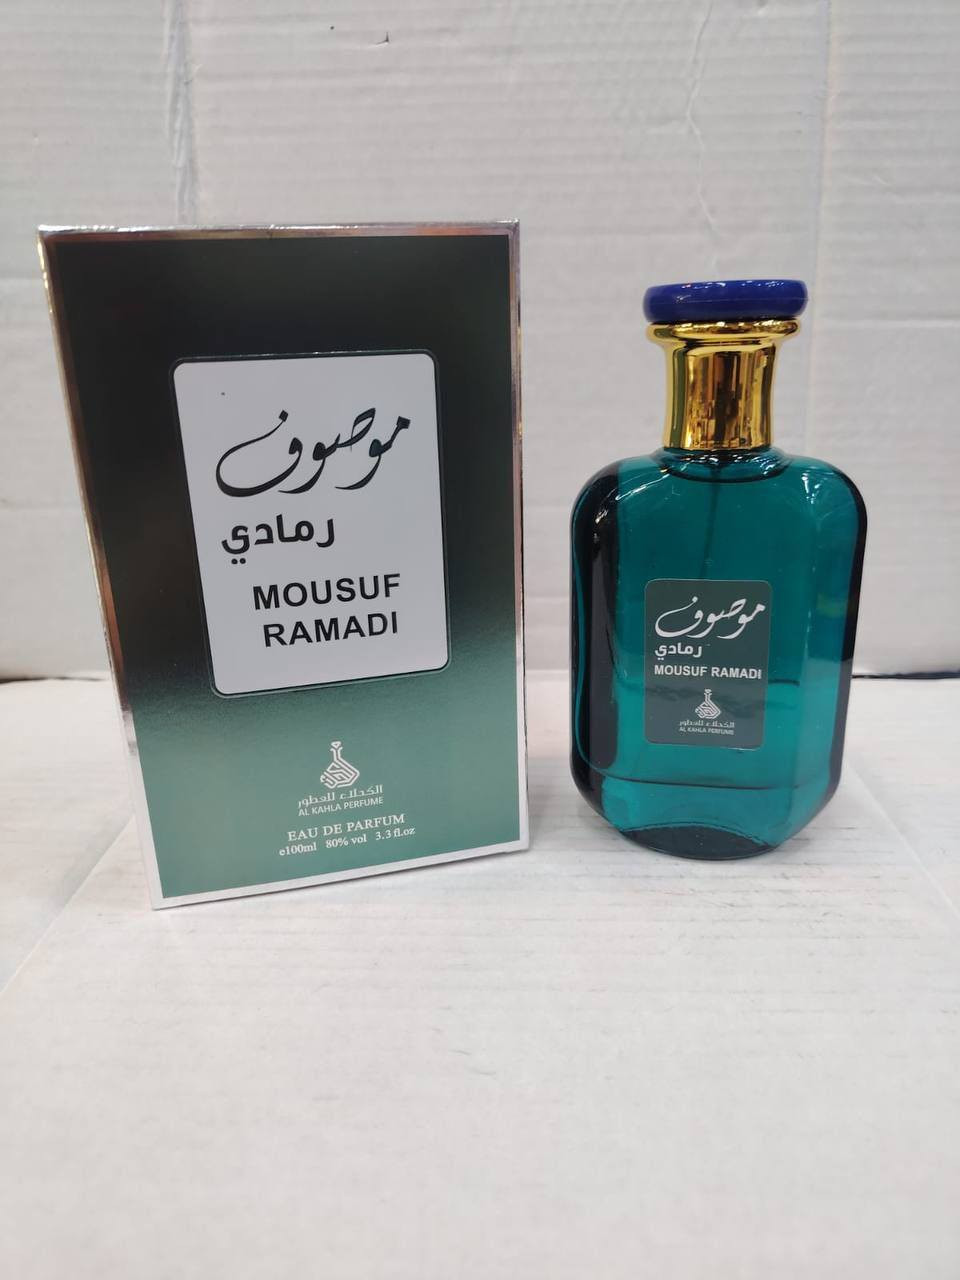 موصوف
رمادي
MOUSUF
RAMADI
الكحلاء للعطور
AL KAHLA PERFUME
EAU DE PARFUM
e100ml 80% vol 3.3 fl.oz
موصوف
رمادي
MOUSUF RAMADI
الكحلاء للعطور
AL KAHLA PERFUME